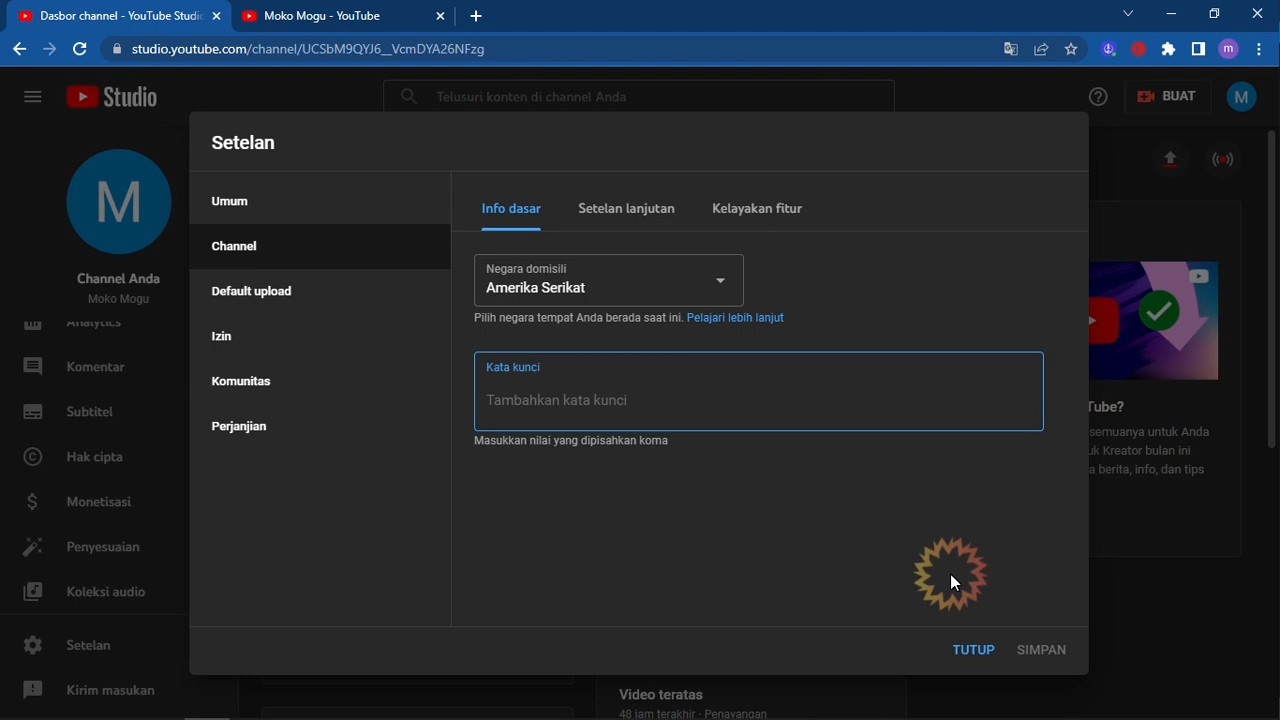 Dasbor channel - YouTube Studio
Moko Mogu - YouTube
studio.youtube.com/channel/UCSbM9QYJ6__VcmDYA26NFzg
m
Studio
Telusuri konten di channel Anda
BUAT
M
M
Channel Anda
Moko Mogu
Analytics
Komentar
Subtitel
Hak cipta
Monetisasi
Penyesuaian
Koleksi audio
Setelan
Kirim masukan
Setelan
Umum
Channel
Default upload
Izin
Komunitas
Perjanjian
Info dasar
Setelan lanjutan
Kelayakan fitur
Negara domisili
Amerika Serikat
Pilih negara tempat Anda berada saat ini. Pelajari lebih lanjut
Kata kunci
Tambahkan kata kunci
Masukkan nilai yang dipisahkan koma
TUTUP
SIMPAN
Tube?
semuanya untuk Anda
uk Kreator bulan ini
a berita, info, dan tips
Video teratas
48 jam terakhir · Penayangan